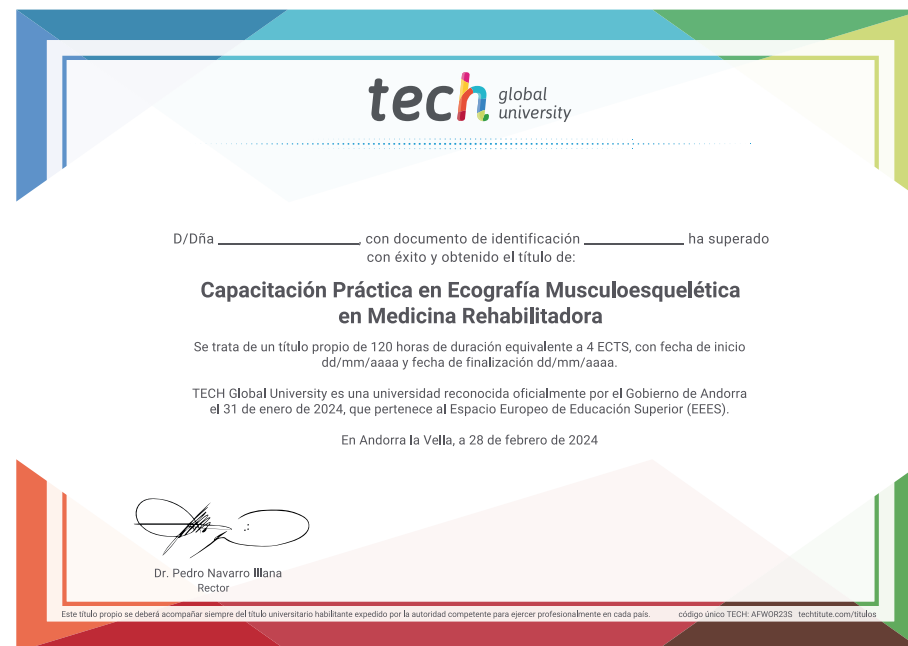 tech global university
D/Dña ____________________, con documento de identificación ______________ ha superado
con éxito y obtenido el título de:
Capacitación Práctica en Ecografía Musculoesquelética
en Medicina Rehabilitadora
Se trata de un título propio de 120 horas de duración equivalente a 4 ECTS, con fecha de inicio
dd/mm/aaaa y fecha de finalización dd/mm/aaaa.
TECH Global University es una universidad reconocida oficialmente por el Gobierno de Andorra
el 31 de enero de 2024, que pertenece al Espacio Europeo de Educación Superior (EEES).
En Andorra la Vella, a 28 de febrero de 2024
Dr. Pedro Navarro Illana
Rector
Este título propio se deberá acompañar siempre del título universitario habilitante expedido por la autoridad competente para ejercer profesionalmente en cada país. código único TECH: AFWOR23S techtitute.com/titulos